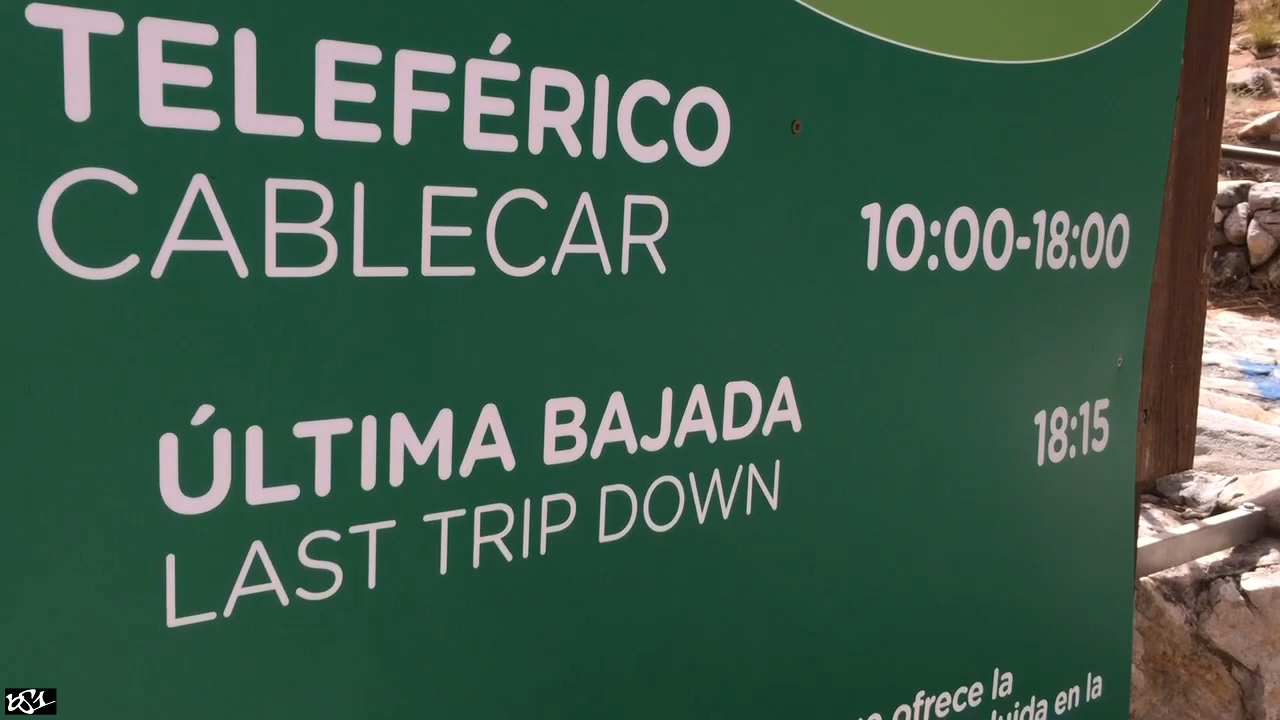 TELEFÉRICO
CABLECAR 10:00-18:00
ÚLTIMA BAJADA 18:15
LAST TRIP DOWN
ofrece la
en la